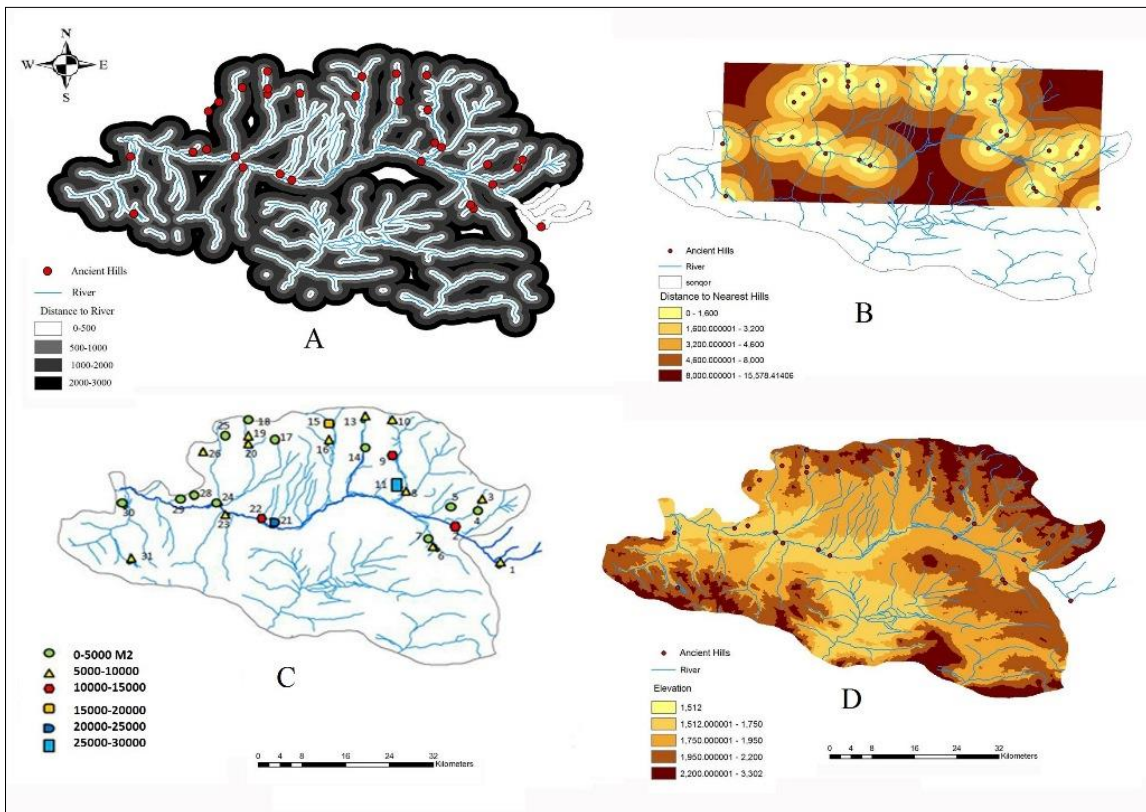 N
W E
S
Ancient Hills
River
Distance to River
0-500
500-1000
1000-2000
2000-3000
A
Ancient Hills
River
sonqor
Distance to Nearest Hills
0 - 1,600
1,600.000001 - 3,200
3,200.000001 - 4,600
4,600.000001 - 8,000
8,000.000001 - 15,578.41406
B
18
15
13
10
25
19
17
20
16
14
9
26
11
8
5
3
4
30
29
28
24
23
22
21
2
7
6
1
31
0-5000 M2
5000-10000
10000-15000
15000-20000
20000-25000
25000-30000
C
0 4 8 16 24 32
Kilometers
Ancient Hills
River
Elevation
1,512
1,512.000001 - 1,750
1,750.000001 - 1,950
1,950.000001 - 2,200
2,200.000001 - 3,302
D
0 4 8 16 24 32
Kilometers